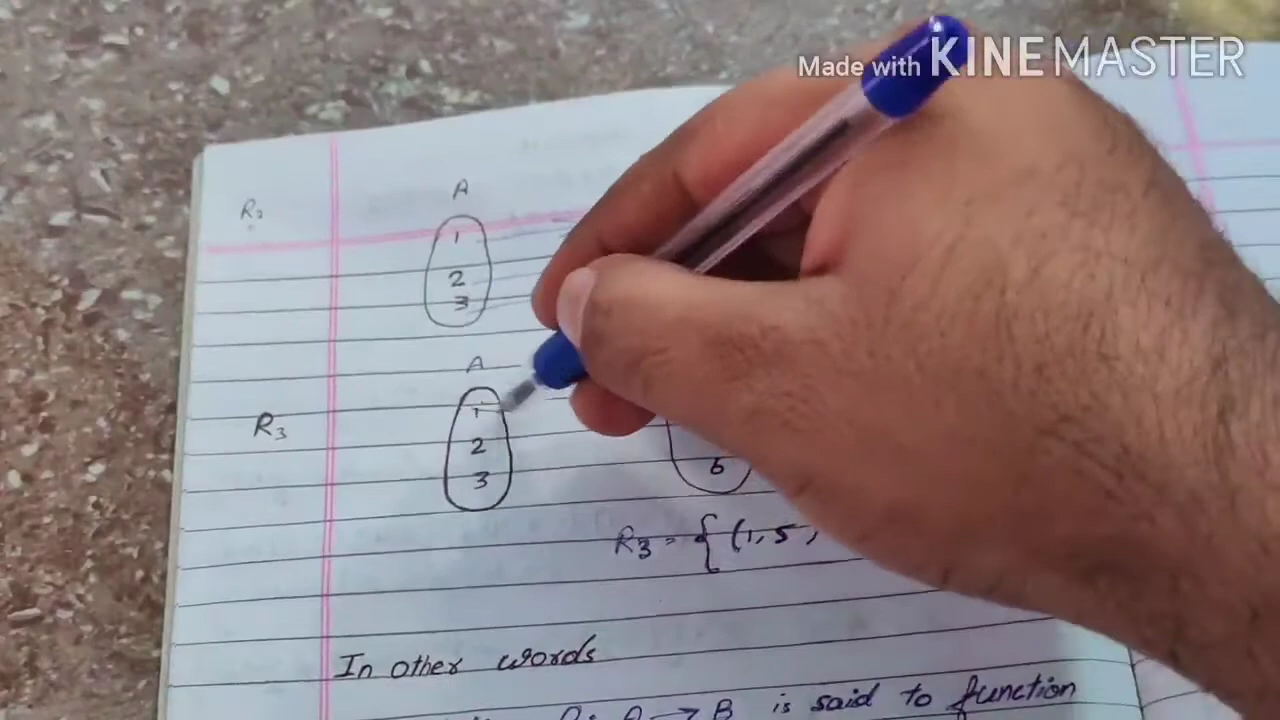 Made with KINEMASTER
A
R2
1
2
3
A
R3
1
2
3
6
R3 = { (1, 5,
In other words
A → B is said to function